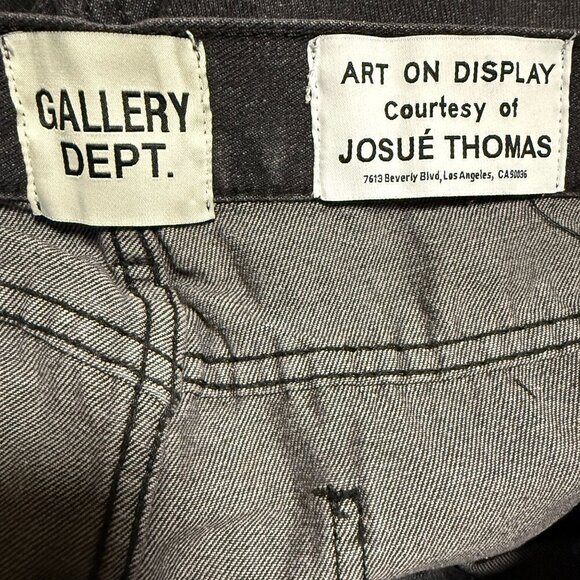 GALLERY
DEPT.
ART ON DISPLAY
Courtesy of
JOSUÉ THOMAS
7613 Beverly Blvd, Los Angeles, CA 90036